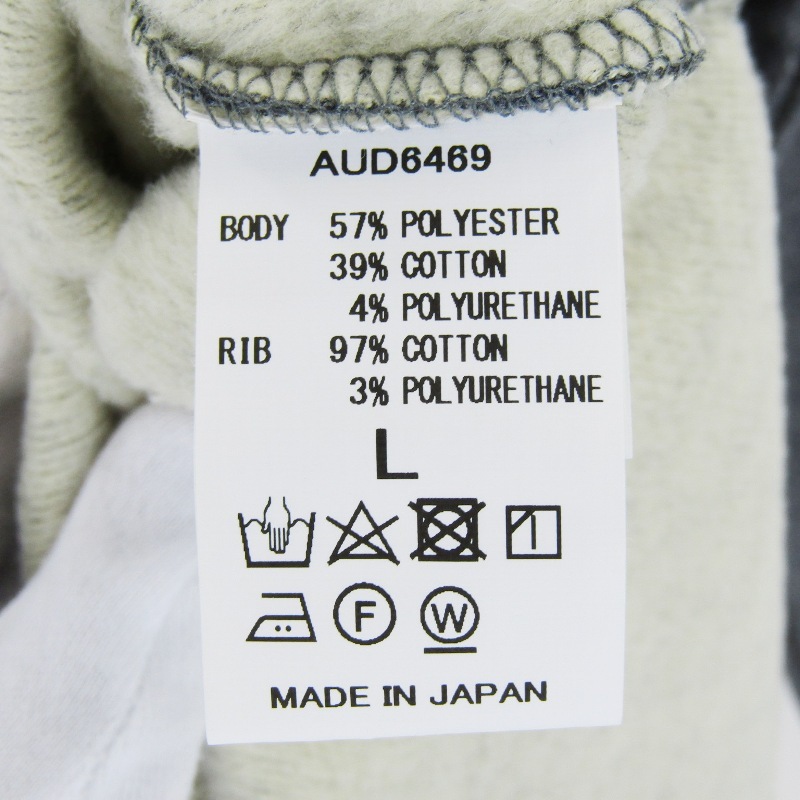 AUD6469
BODY 57% POLYESTER
39% COTTON
4% POLYURETHANE
RIB 97% COTTON
3% POLYURETHANE
L
F W
MADE IN JAPAN